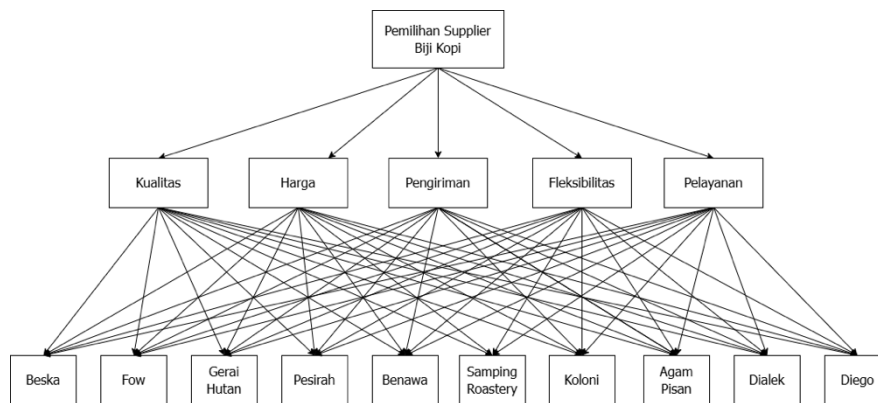 Pemilihan Supplier
Biji Kopi
Kualitas
Harga
Pengiriman
Fleksibilitas
Pelayanan
Beska
Fow
Gerai
Hutan
Pesirah
Benawa
Samping
Roastery
Koloni
Agam
Pisan
Dialek
Diego